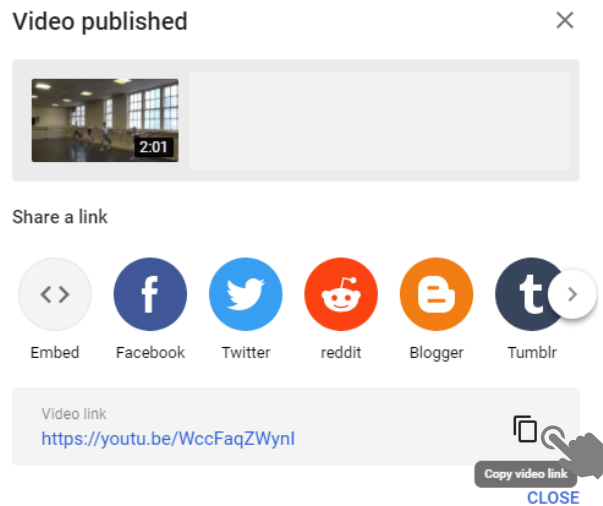 Video published
2:01
Share a link
Embed
Facebook
Twitter
reddit
Blogger
Tumblr
Video link
https://youtu.be/WccFaqZWynI
Copy video link
CLOSE